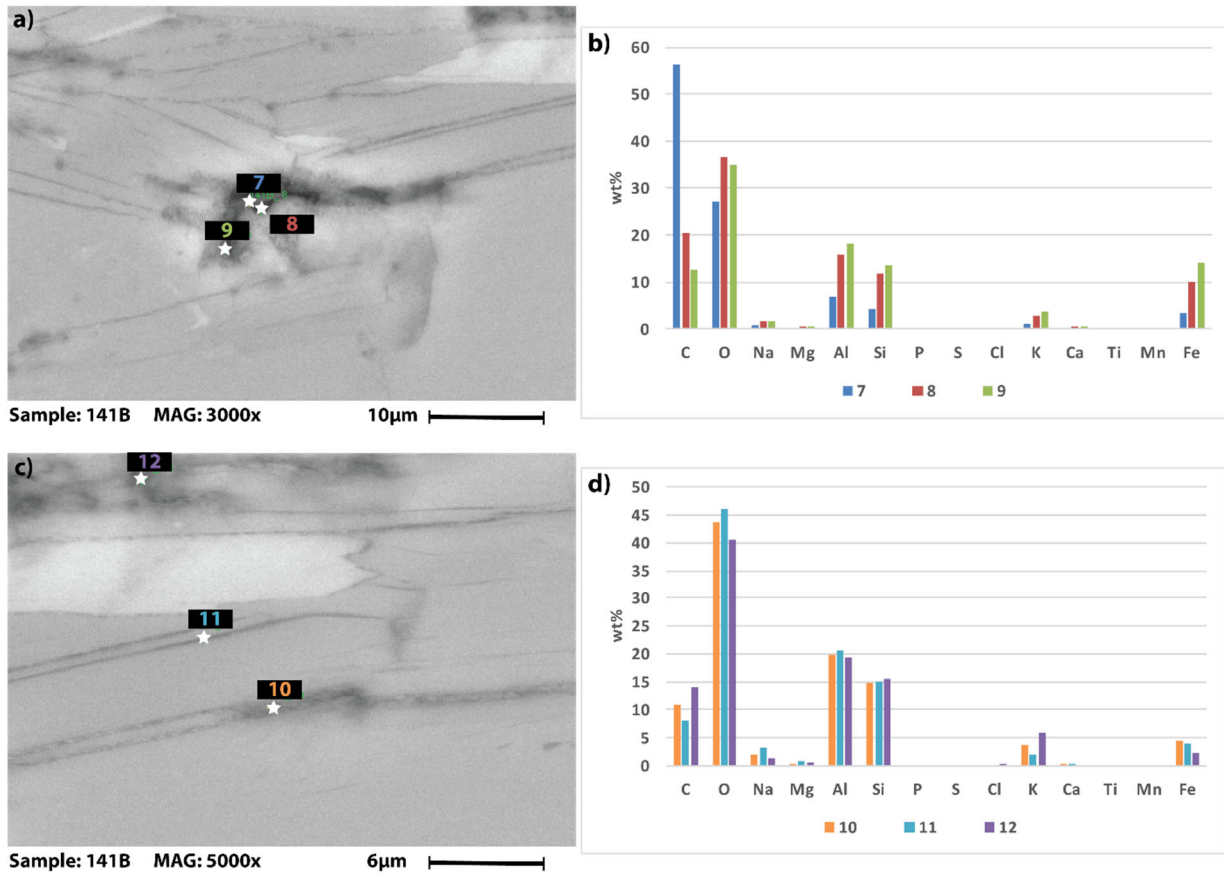 a)
7
8
9
Sample: 141B MAG: 3000x 10µm
b)
60
50
40
30
20
10
0
wt%
C O Na Mg Al Si P S Cl K Ca Ti Mn Fe
7 8 9
c)
12
11
10
Sample: 141B MAG: 5000x 6µm
d)
50
45
40
35
30
25
20
15
10
5
0
wt%
C O Na Mg Al Si P S Cl K Ca Ti Mn Fe
10 11 12